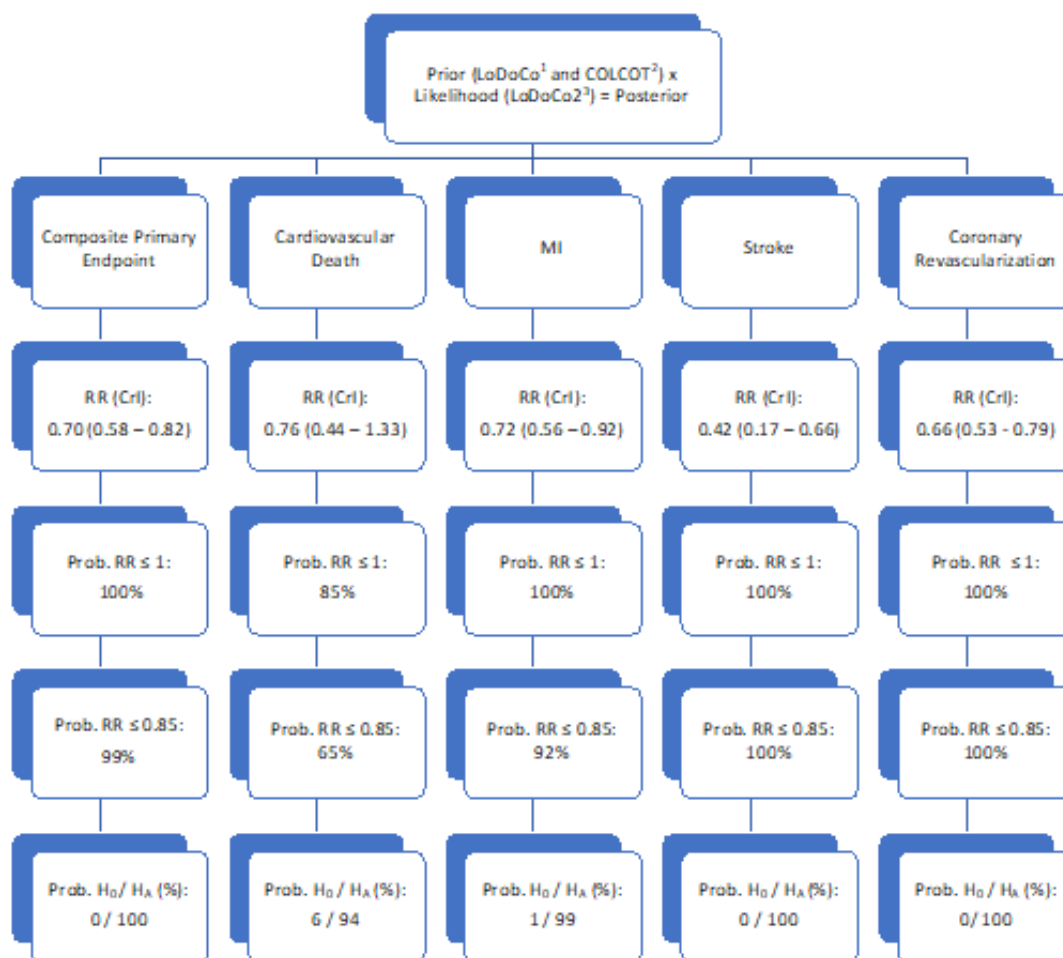 Prior (LoDoCo¹ and COLCOT²) x
Likelihood (LoDoCo2³) = Posterior
Composite Primary
Endpoint
Cardiovascular
Death
MI
Stroke
Coronary
Revascularization
RR (CrI):
0.70 (0.58 – 0.82)
RR (CrI):
0.76 (0.44 – 1.33)
RR (CrI):
0.72 (0.56 – 0.92)
RR (CrI):
0.42 (0.17 – 0.66)
RR (CrI):
0.66 (0.53 - 0.79)
Prob. RR ≤ 1:
100%
Prob. RR ≤ 1:
85%
Prob. RR ≤ 1:
100%
Prob. RR ≤ 1:
100%
Prob. RR ≤ 1:
100%
Prob. RR ≤ 0.85:
99%
Prob. RR ≤ 0.85:
65%
Prob. RR ≤ 0.85:
92%
Prob. RR ≤ 0.85:
100%
Prob. RR ≤ 0.85:
100%
Prob. H₀ / Hₐ (%):
0 / 100
Prob. H₀ / Hₐ (%):
6 / 94
Prob. H₀ / Hₐ (%):
1 / 99
Prob. H₀ / Hₐ (%):
0 / 100
Prob. H₀ / Hₐ (%):
0 / 100